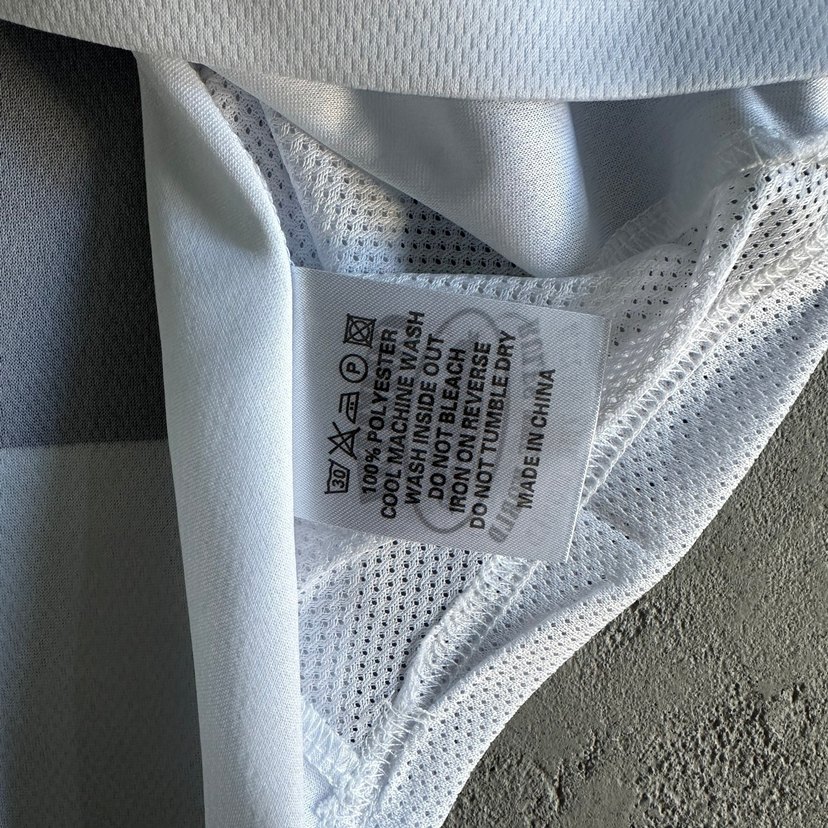 30 P
100% POLYESTER
COOL MACHINE WASH
WASH INSIDE OUT
DO NOT BLEACH
IRON ON REVERSE
DO NOT TUMBLE DRY
MADE IN CHINA